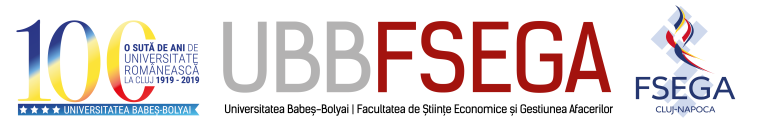 100
O SUTĂ DE ANI DE
UNIVERSITATE
ROMÂNEASCĂ
LA CLUJ 1919 - 2019
UNIVERSITATEA BABEȘ-BOLYAI
UBBFSEGA
Universitatea Babeș-Bolyai | Facultatea de Științe Economice și Gestiunea Afacerilor
FSEGA
CLUJ-NAPOCA